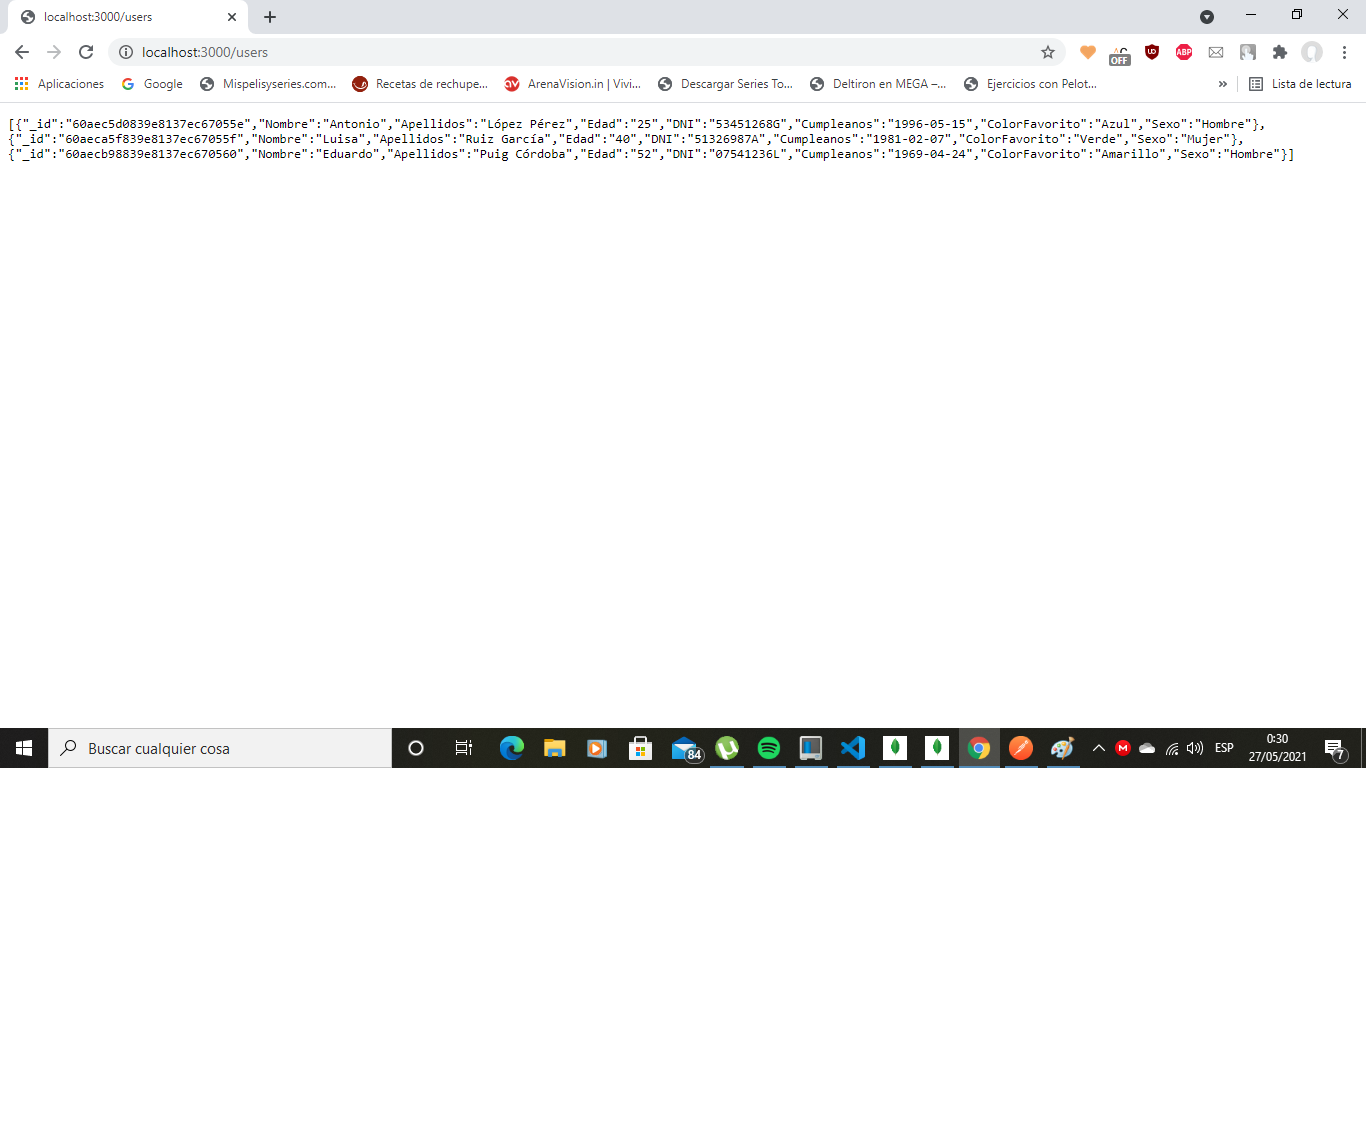 localhost:3000/users
localhost:3000/users
OFF
ABP
Aplicaciones Google Mispelisyseries.com... Recetas de rechupe... ArenaVision.in | Vivi... Descargar Series To... Deltiron en MEGA –... Ejercicios con Pelot... » Lista de lectura
[{"_id":"60aec5d0839e8137ec67055e","Nombre":"Antonio","Apellidos":"López Pérez","Edad":"25","DNI":"53451268G","Cumpleanos":"1996-05-15","ColorFavorito":"Azul","Sexo":"Hombre"},
{"_id":"60aeca5f839e8137ec67055f","Nombre":"Luisa","Apellidos":"Ruiz García","Edad":"40","DNI":"51326987A","Cumpleanos":"1981-02-07","ColorFavorito":"Verde","Sexo":"Mujer"},
{"_id":"60aecb98839e8137ec670560","Nombre":"Eduardo","Apellidos":"Puig Córdoba","Edad":"52","DNI":"07541236L","Cumpleanos":"1969-04-24","ColorFavorito":"Amarillo","Sexo":"Hombre"}]
Buscar cualquier cosa
84
ESP
0:30
27/05/2021
7